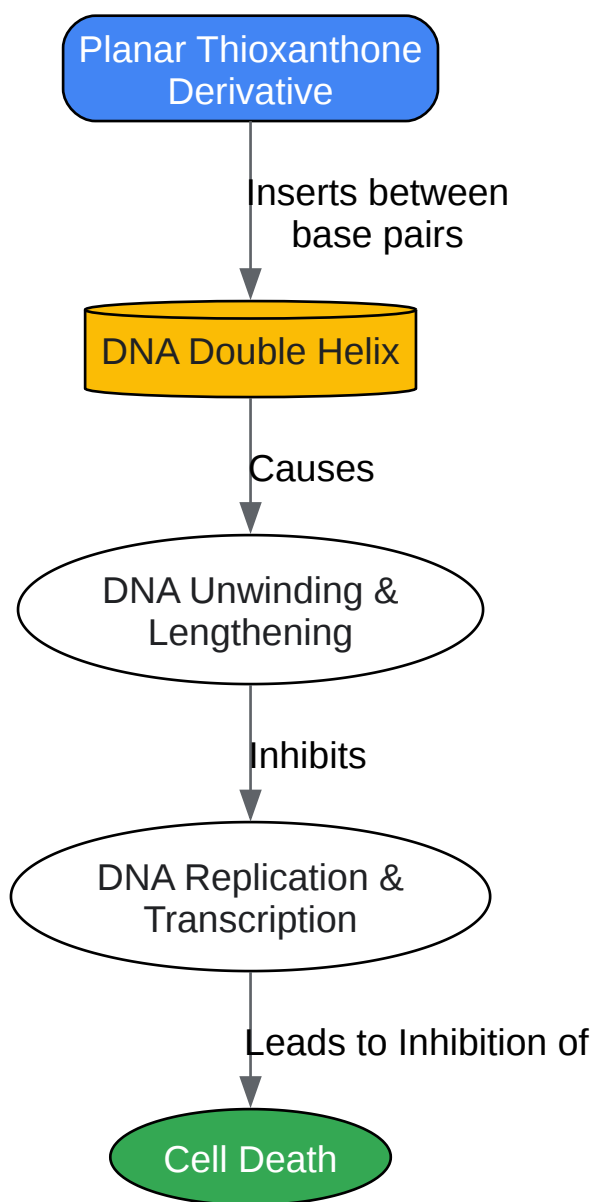 Planar Thioxanthone
Derivative
Inserts between
base pairs
DNA Double Helix
Causes
DNA Unwinding &
Lengthening
Inhibits
DNA Replication &
Transcription
Leads to Inhibition of
Cell Death